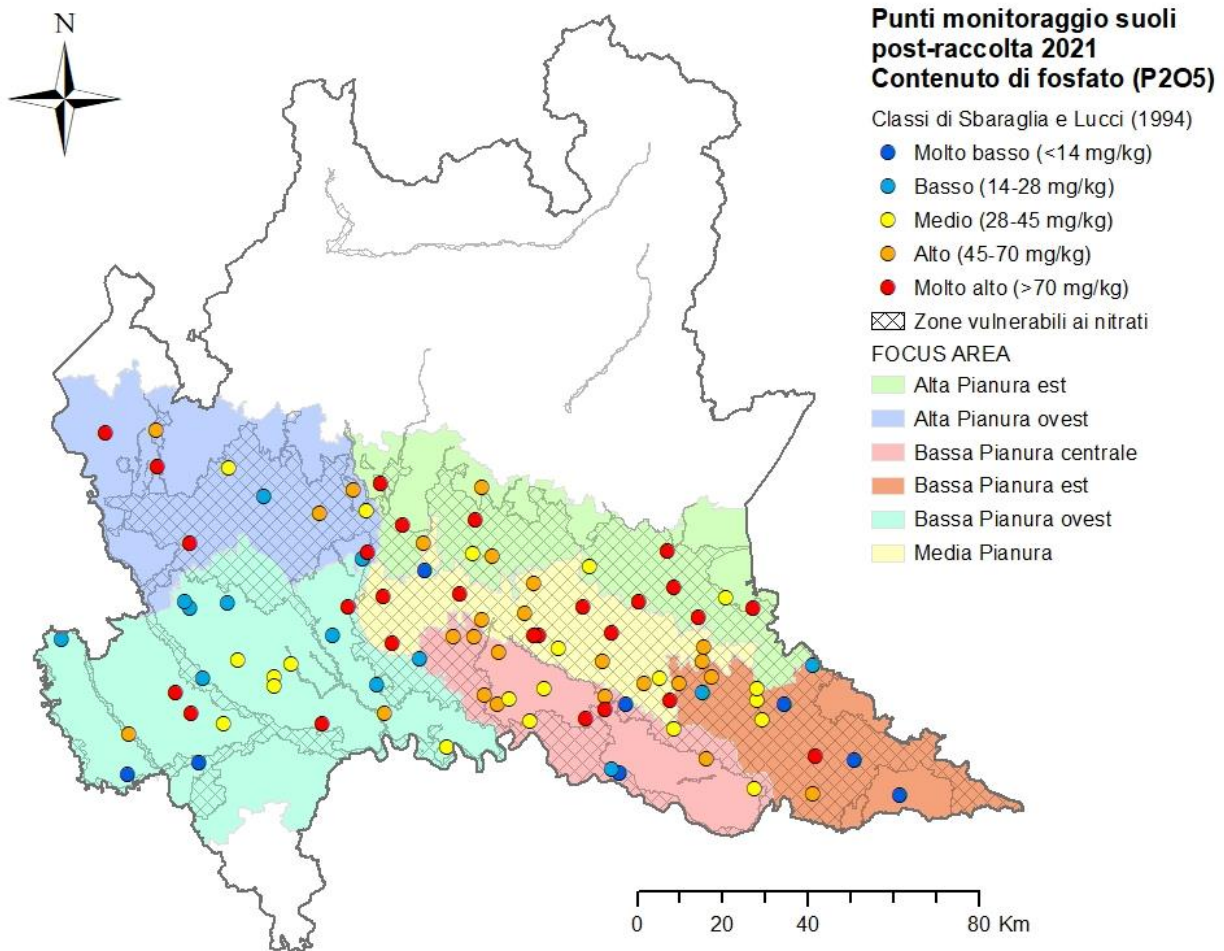 N
Punti monitoraggio suoli
post-raccolta 2021
Contenuto di fosfato (P2O5)
Classi di Sbaraglia e Lucci (1994)
Molto basso (<14 mg/kg)
Basso (14-28 mg/kg)
Medio (28-45 mg/kg)
Alto (45-70 mg/kg)
Molto alto (>70 mg/kg)
Zone vulnerabili ai nitrati
FOCUS AREA
Alta Pianura est
Alta Pianura ovest
Bassa Pianura centrale
Bassa Pianura est
Bassa Pianura ovest
Media Pianura
0 20 40 80 Km